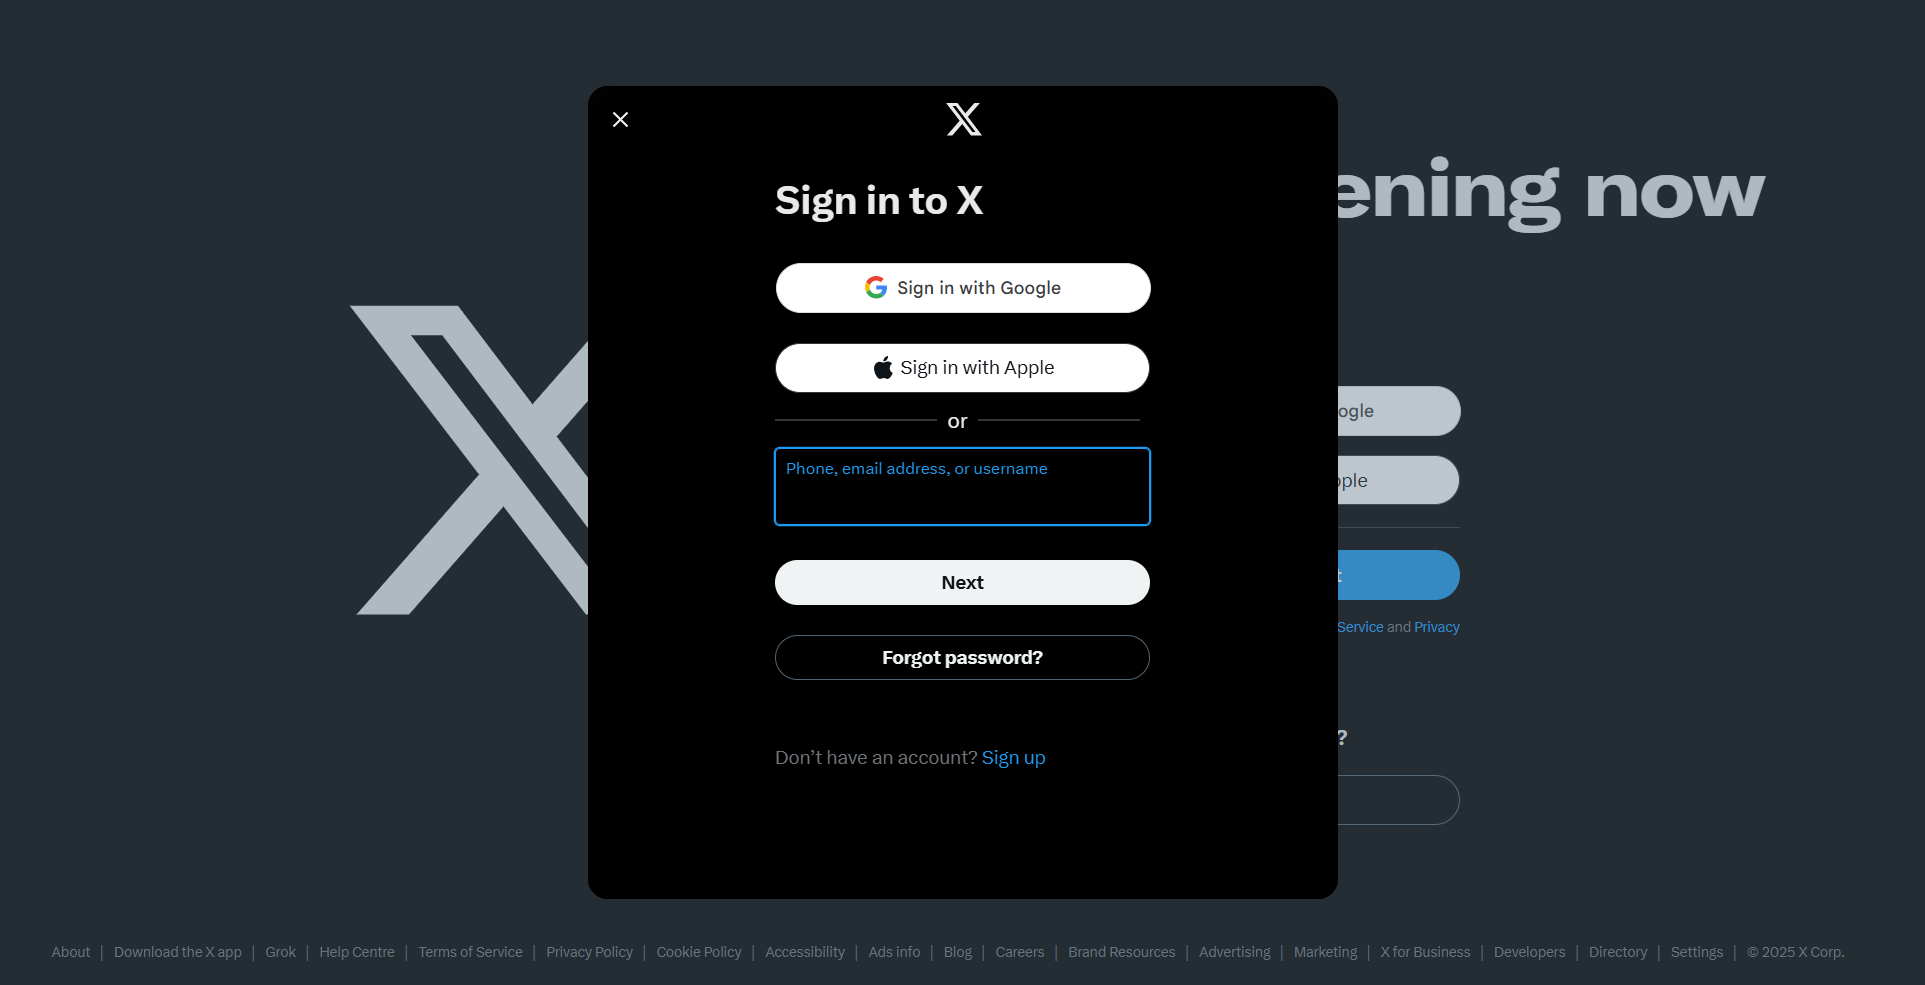 Sign in to X
Sign in with Google
Sign in with Apple
or
Phone, email address, or username
Next
Forgot password?
Don’t have an account? Sign up
now
Service and Privacy
?
About | Download the X app | Grok | Help Centre | Terms of Service | Privacy Policy | Cookie Policy | Accessibility | Ads info | Blog | Careers | Brand Resources | Advertising | Marketing | X for Business | Developers | Directory | Settings | © 2025 X Corp.